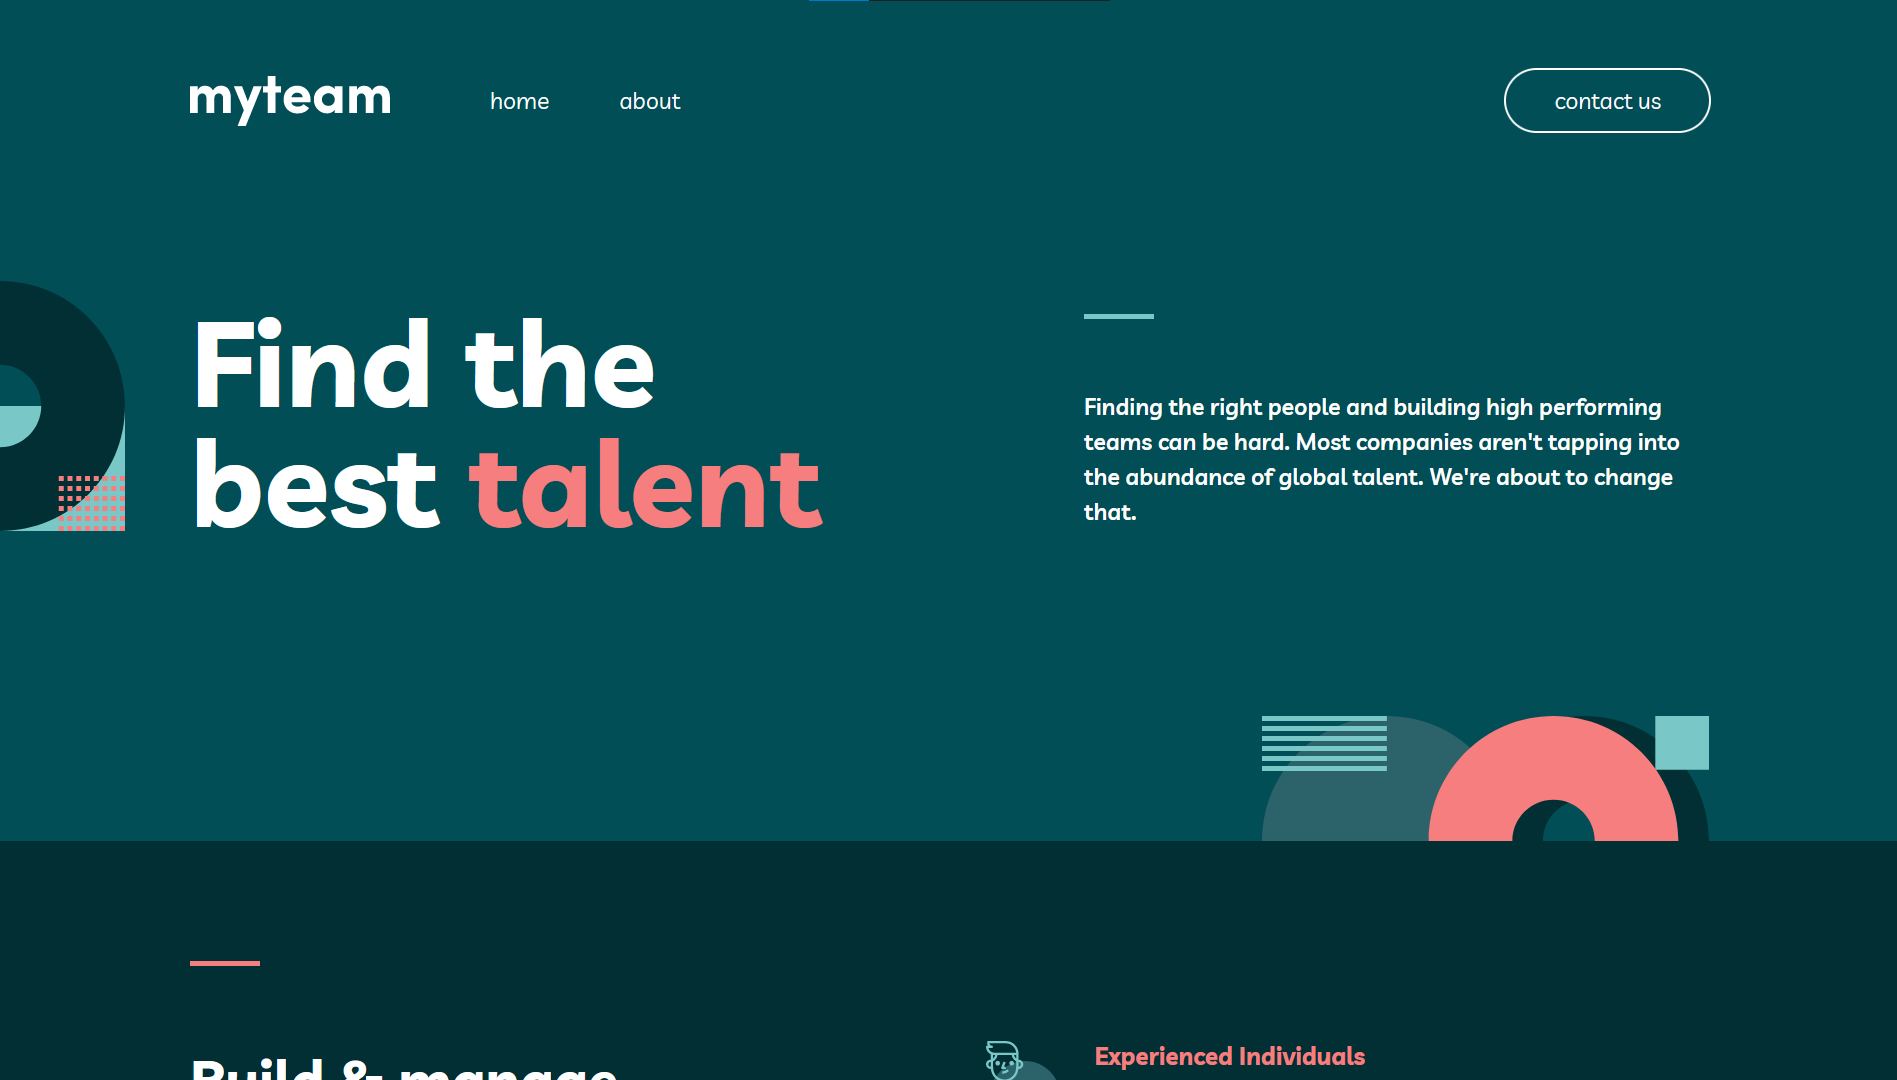 myteam
home
about
contact us
Find the
best talent
Finding the right people and building high performing
teams can be hard. Most companies aren't tapping into
the abundance of global talent. We're about to change
that.
Build & manage
Experienced Individuals